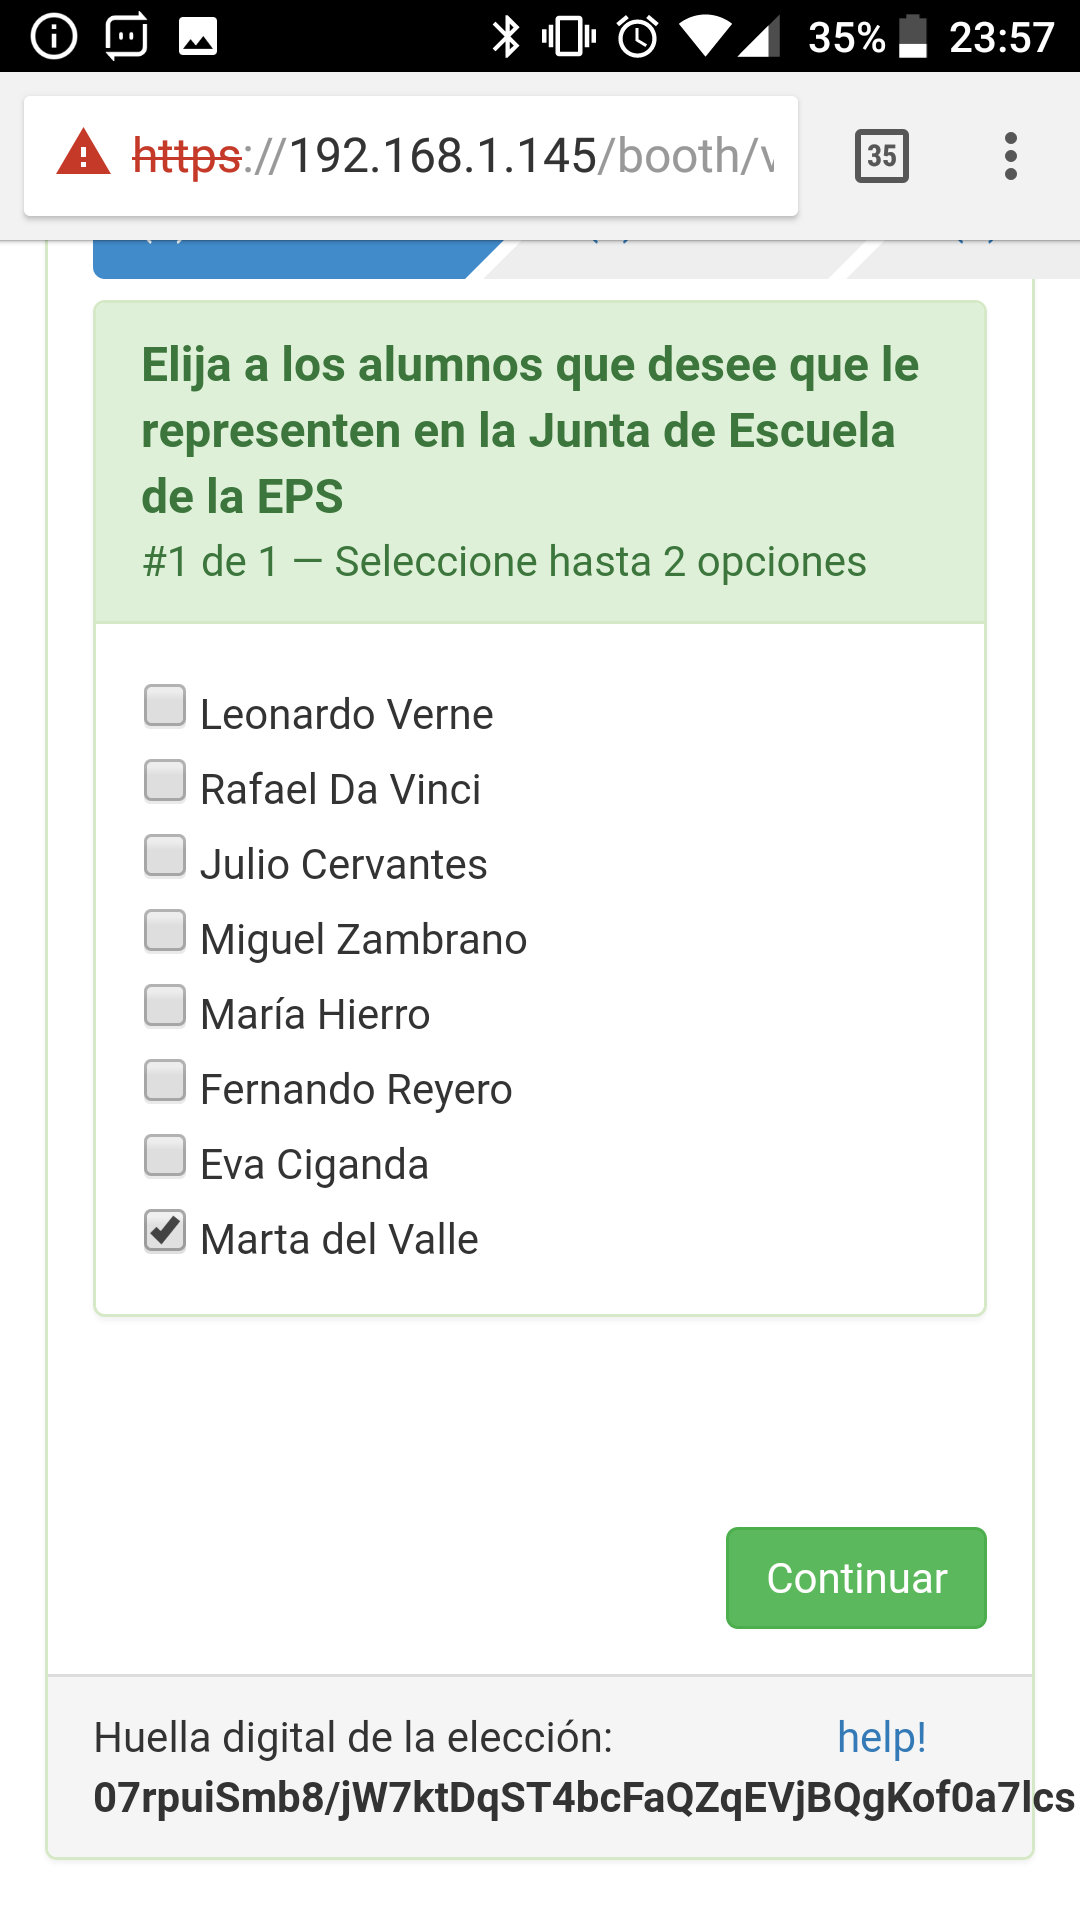 35% 23:57
https://192.168.1.145/booth/v
35
Elija a los alumnos que desee que le
representen en la Junta de Escuela
de la EPS
#1 de 1 — Seleccione hasta 2 opciones
Leonardo Verne
Rafael Da Vinci
Julio Cervantes
Miguel Zambrano
María Hierro
Fernando Reyero
Eva Ciganda
Marta del Valle
Continuar
Huella digital de la elección: help!
07rpuiSmb8/jW7ktDqST4bcFaQZqEVjBQgKof0a7lcs